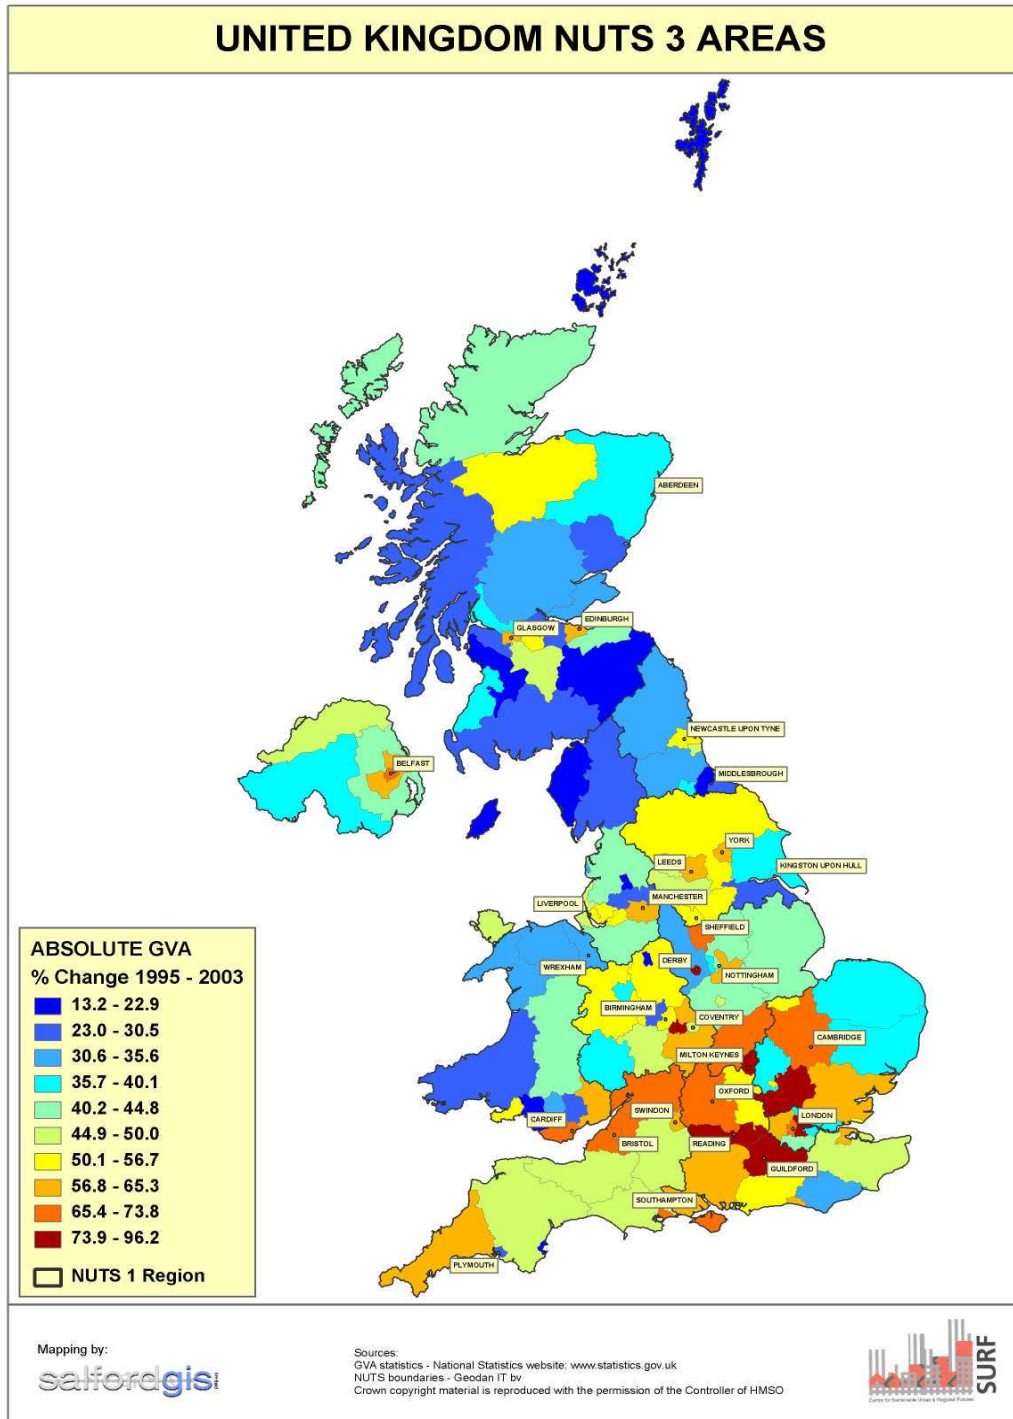 UNITED KINGDOM NUTS 3 AREAS
ABERDEEN
EDINBURGH
GLASGOW
NEWCASTLE UPON TYNE
BELFAST
MIDDLESBROUGH
YORK
LEEDS
KINGSTON UPON HULL
MANCHESTER
LIVERPOOL
SHEFFIELD
DERBY
WREXHAM
NOTTINGHAM
BIRMINGHAM
COVENTRY
CAMBRIDGE
MILTON KEYNES
OXFORD
SWINDON
LONDON
CARDIFF
BRISTOL
READING
GUILDFORD
SOUTHAMPTON
PLYMOUTH
ABSOLUTE GVA
% Change 1995 - 2003
13.2 - 22.9
23.0 - 30.5
30.6 - 35.6
35.7 - 40.1
40.2 - 44.8
44.9 - 50.0
50.1 - 56.7
56.8 - 65.3
65.4 - 73.8
73.9 - 96.2
NUTS 1 Region
Mapping by:
salfordgis
Sources:
GVA statistics - National Statistics website: www.statistics.gov.uk
NUTS boundaries - Geodan IT bv
Crown copyright material is reproduced with the permission of the Controller of HMSO
SURF
Centre for Sustainable Urban & Regional Futures